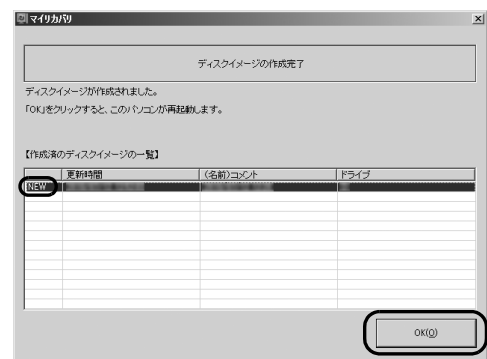 マイリカバリ
ディスクイメージの作成完了
ディスクイメージが作成されました。
「OK」をクリックすると、このパソコンが再起動します。
【作成済のディスクイメージの一覧】
更新時間 (名前)コメント ドライブ
NEW
OK(O)